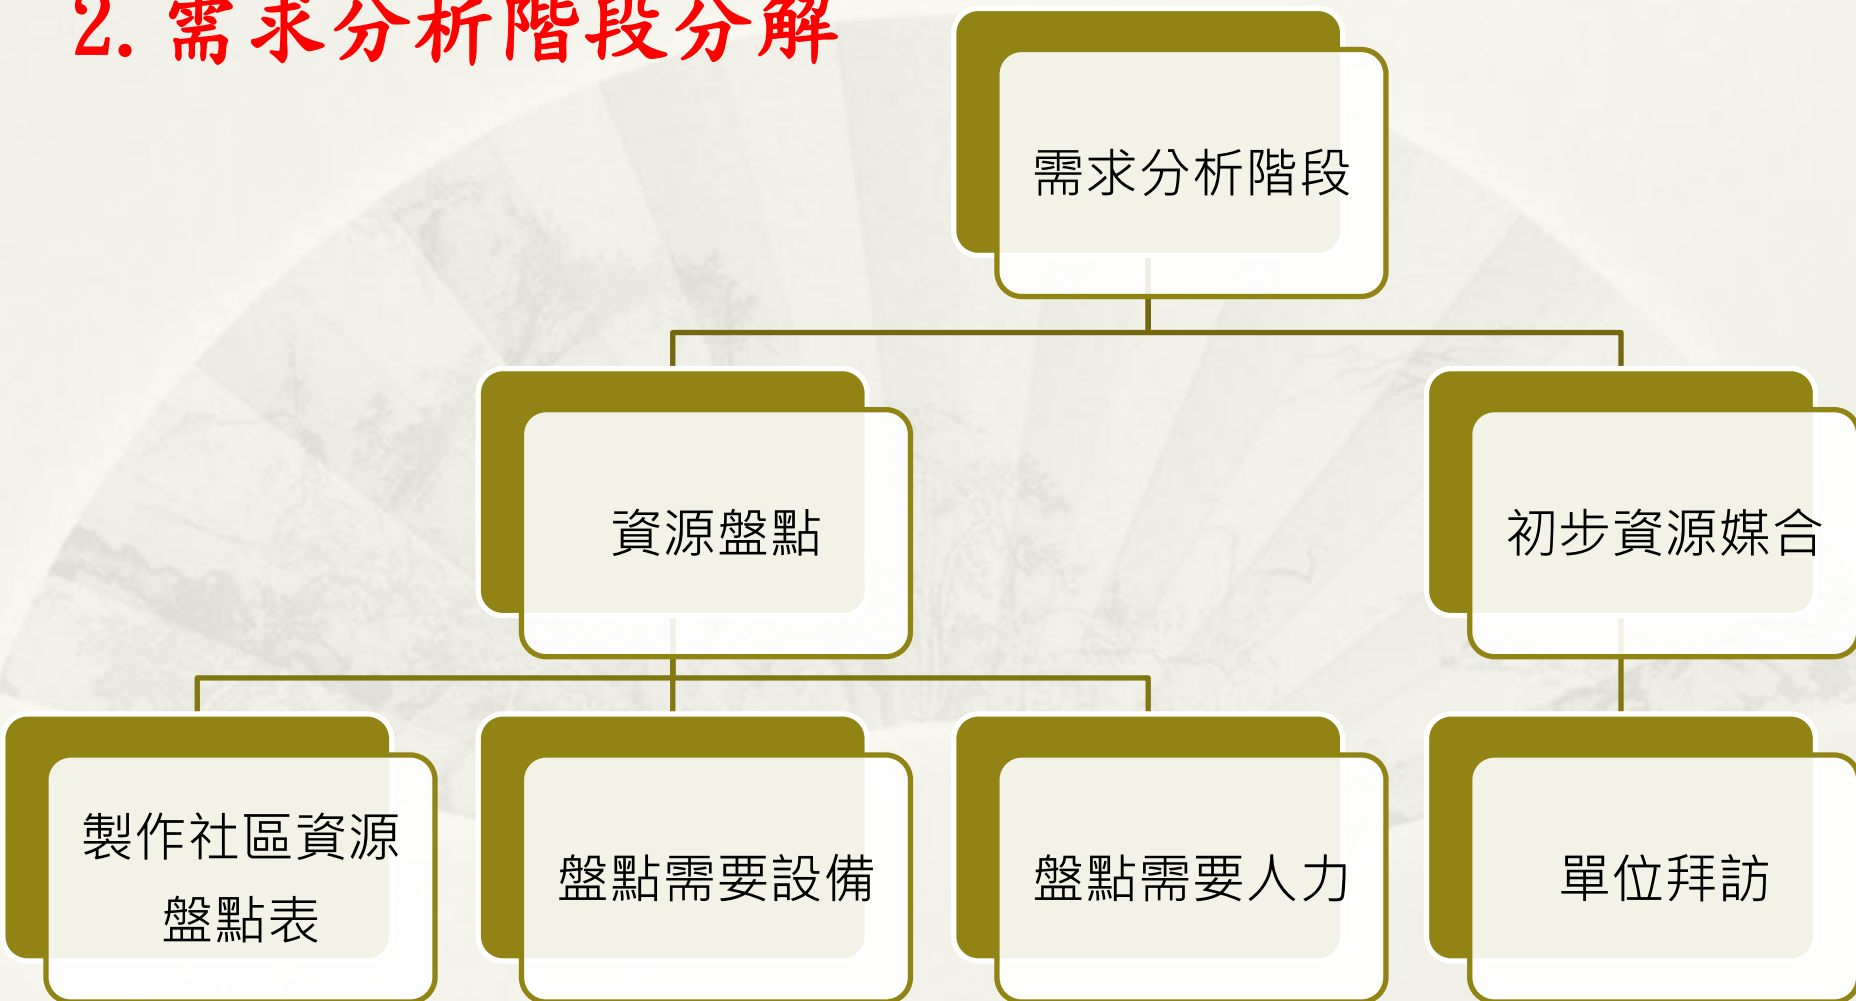 2.需求分析階段分解
需求分析階段
資源盤點
初步資源媒合
製作社區資源
盤點表
盤點需要設備
盤點需要人力
單位拜訪